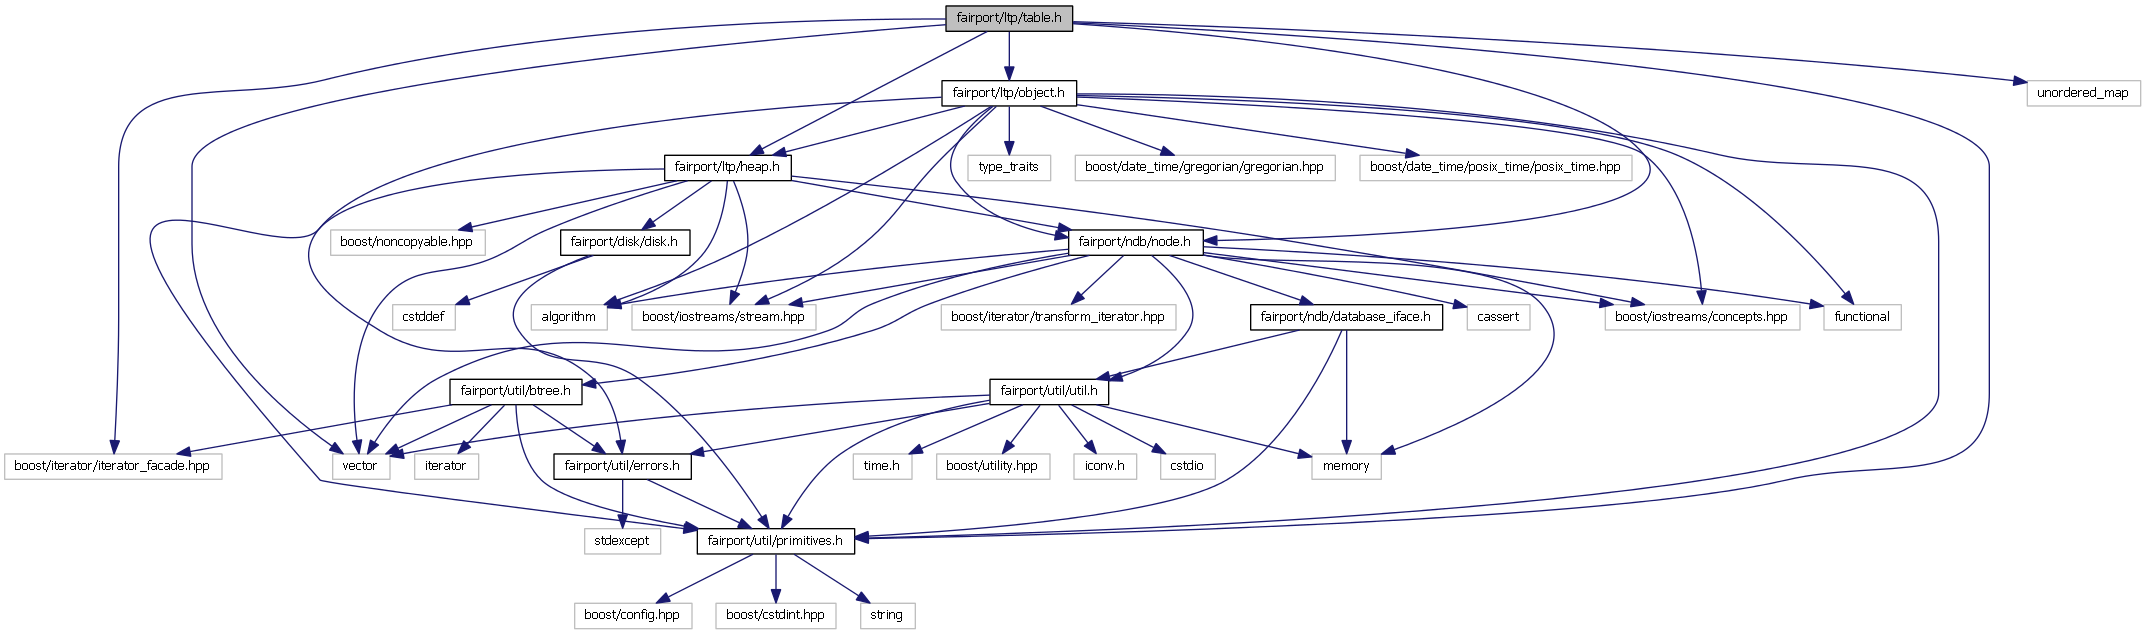 fairport/ltp/table.h
fairport/ltp/object.h
unordered_map
fairport/ltp/heap.h
type_traits
boost/date_time/gregorian/gregorian.hpp
boost/date_time/posix_time/posix_time.hpp
boost/noncopyable.hpp
fairport/disk/disk.h
fairport/ndb/node.h
cstddef
algorithm
boost/iostreams/stream.hpp
boost/iterator/transform_iterator.hpp
fairport/ndb/database_iface.h
cassert
boost/iostreams/concepts.hpp
functional
fairport/util/btree.h
fairport/util/util.h
boost/iterator/iterator_facade.hpp
vector
iterator
fairport/util/errors.h
time.h
boost/utility.hpp
iconv.h
cstdio
memory
stdexcept
fairport/util/primitives.h
boost/config.hpp
boost/cstdint.hpp
string